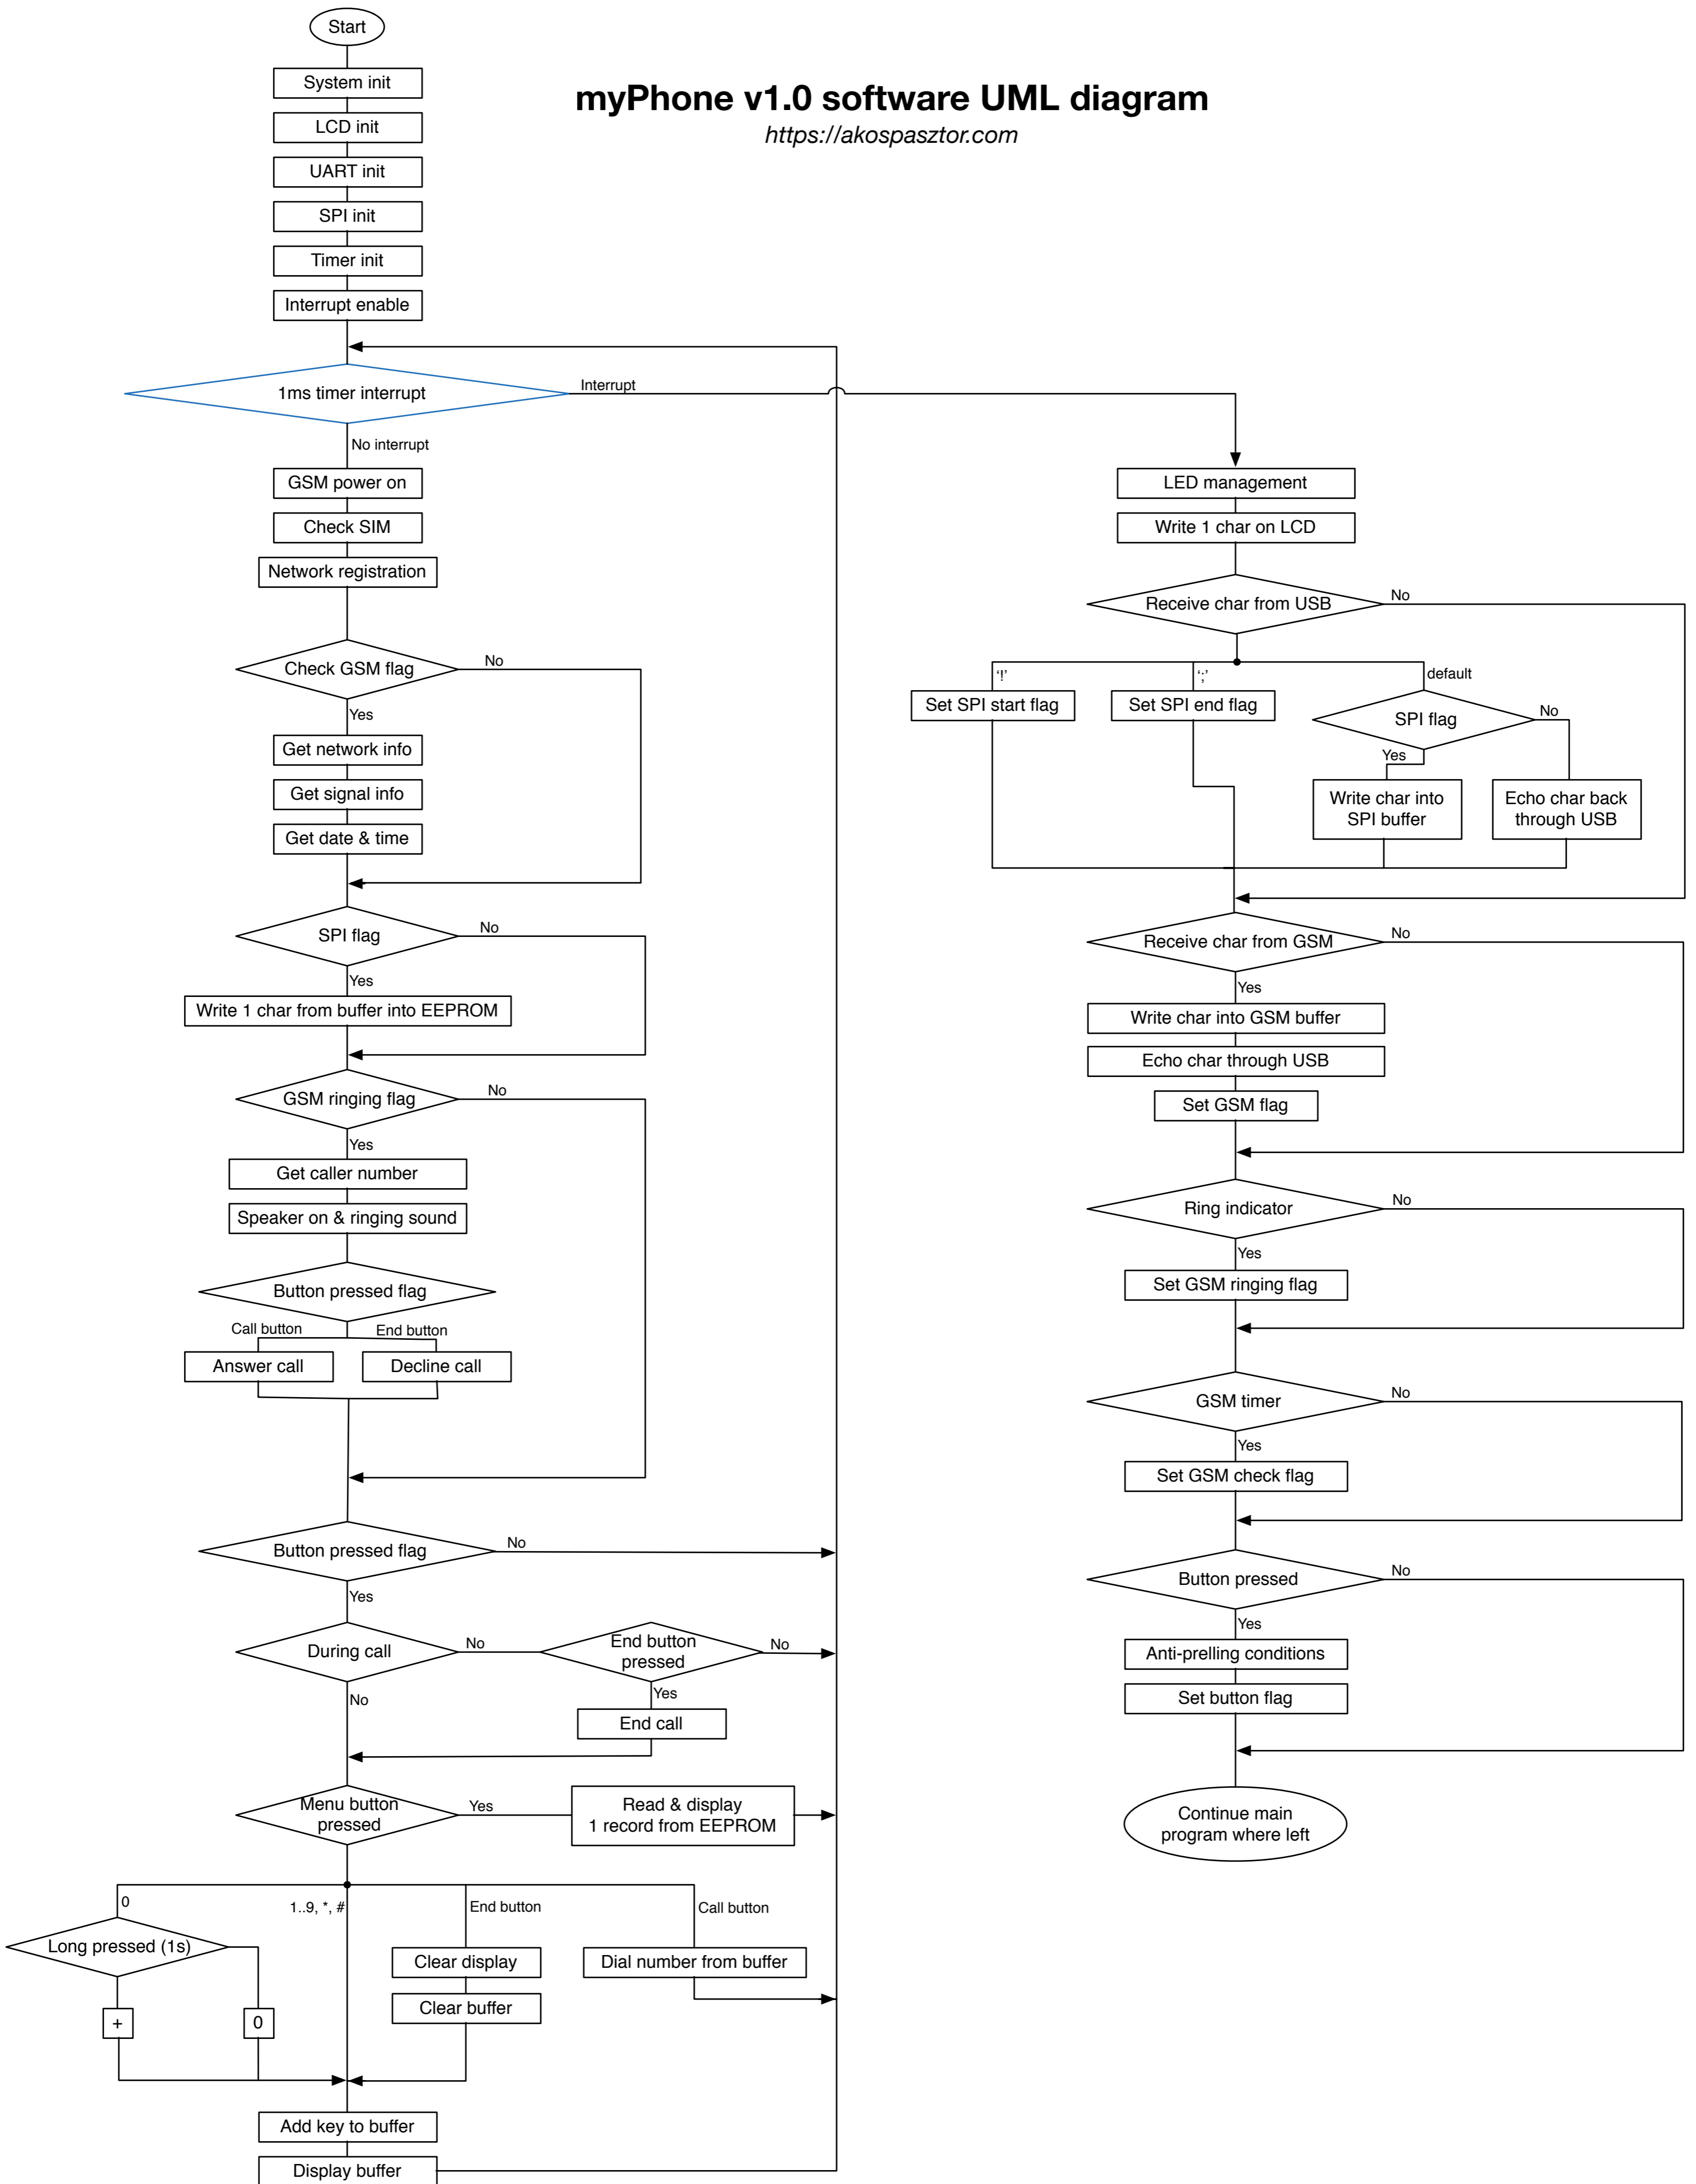 Start
System init
myPhone v1.0 software UML diagram
LCD init
https://akospasztor.com
UART init
SPI init
Timer init
Interrupt enable
1ms timer interrupt
Interrupt
No interrupt
GSM power on
Check SIM
Network registration
Check GSM flag
No
Yes
Get network info
Get signal info
Get date & time
SPI flag
No
Yes
Write 1 char from buffer into EEPROM
GSM ringing flag
No
Yes
Get caller number
Speaker on & ringing sound
Button pressed flag
Call button
End button
Answer call
Decline call
Button pressed flag
No
Yes
During call
No
End button
pressed
No
Yes
End call
No
Menu button
pressed
Yes
Read & display
1 record from EEPROM
0
1..9, *, #
End button
Call button
Long pressed (1s)
Clear display
Dial number from buffer
Clear buffer
+
0
Add key to buffer
Display buffer
LED management
Write 1 char on LCD
Receive char from USB
No
‘!’
‘;’
default
Set SPI start flag
Set SPI end flag
SPI flag
No
Yes
Write char into
SPI buffer
Echo char back
through USB
Receive char from GSM
No
Yes
Write char into GSM buffer
Echo char through USB
Set GSM flag
Ring indicator
No
Yes
Set GSM ringing flag
GSM timer
No
Yes
Set GSM check flag
Button pressed
No
Yes
Anti-prelling conditions
Set button flag
Continue main
program where left